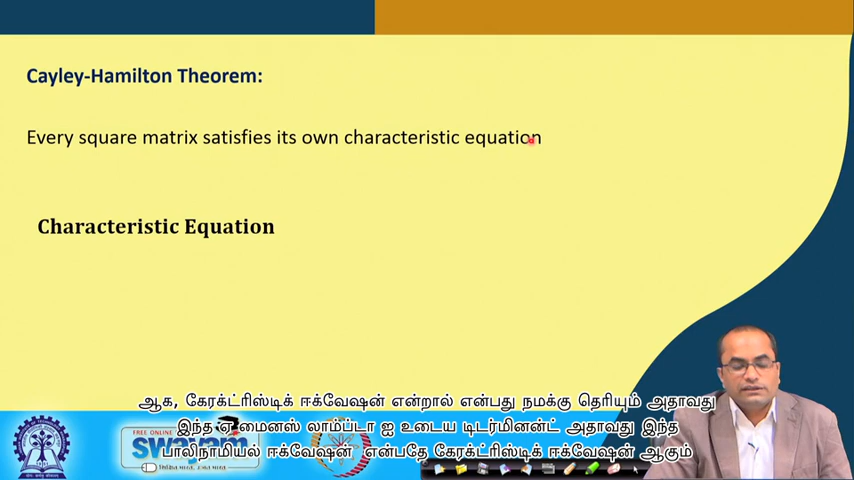 Cayley-Hamilton Theorem:
Every square matrix satisfies its own characteristic equation
Characteristic Equation
ஆக, கேரக்ட்ரிஸ்டிக் ஈக்வேஷன் என்றால் என்பது நமக்கு தெரியும் அதாவது
இந்த ஏ மைனஸ் லாம்ப்டா ஐ உடைய டிடர்மினன்ட் அதாவது இந்த
பாலிநாமியல் ஈக்வேஷன் என்பதே கேரக்ட்ரிஸ்டிக் ஈக்வேஷன் ஆகும்
FREE ONLINE
swayam